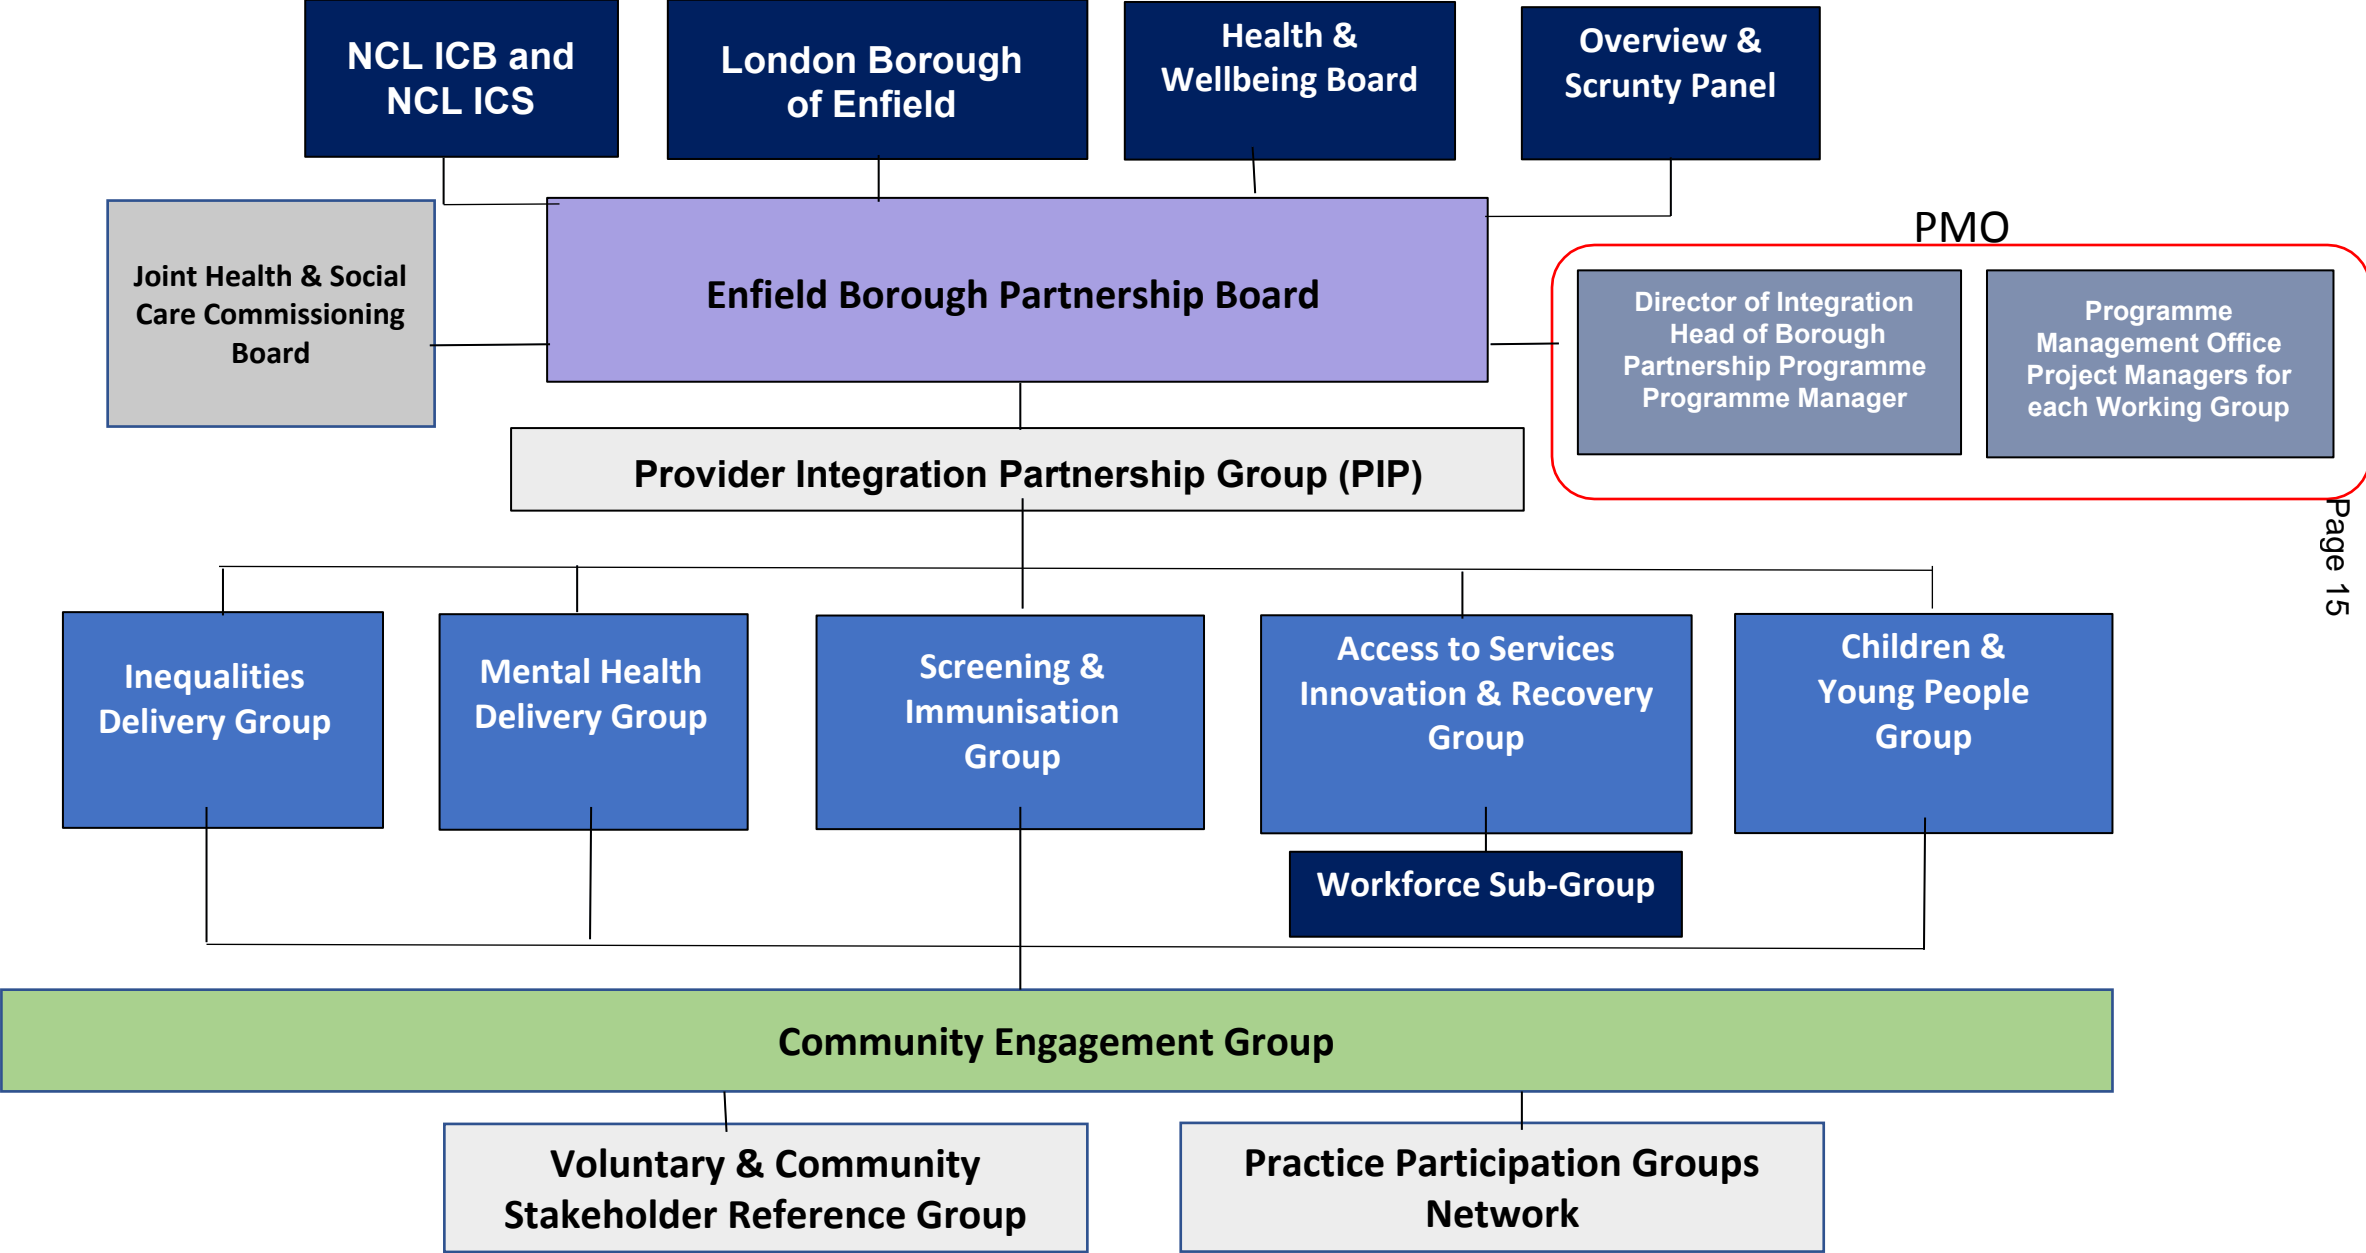 NCL ICB and
NCL ICS
London Borough
of Enfield
Health &
Wellbeing Board
Overview &
Scrunty Panel
Joint Health & Social
Care Commissioning
Board
Enfield Borough Partnership Board
PMO
Director of Integration
Head of Borough
Partnership Programme
Programme Manager
Programme
Management Office
Project Managers for
each Working Group
Provider Integration Partnership Group (PIP)
Page 15
Inequalities
Delivery Group
Mental Health
Delivery Group
Screening &
Immunisation
Group
Access to Services
Innovation & Recovery
Group
Children &
Young People
Group
Workforce Sub-Group
Community Engagement Group
Voluntary & Community
Stakeholder Reference Group
Practice Participation Groups
Network